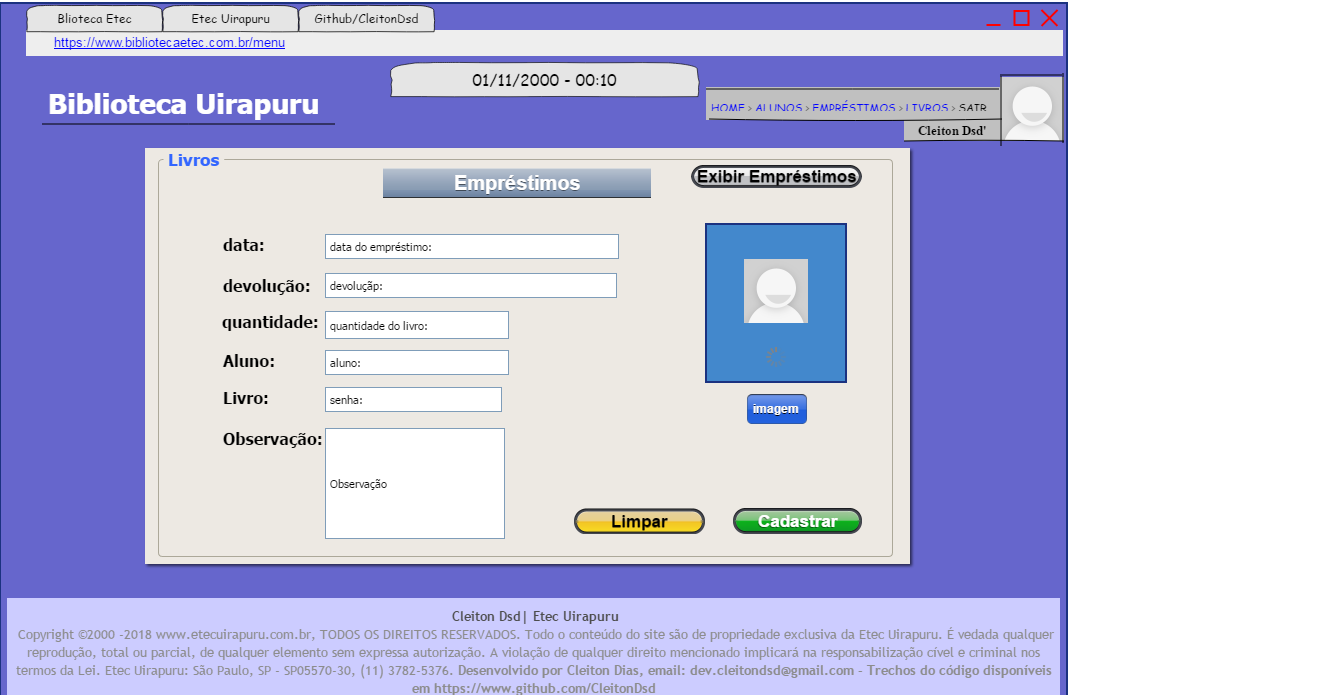 Blioteca Etec
Etec Uirapuru
Github/CleitonDsd
https://www.bibliotecaetec.com.br/menu
01/11/2000 - 00:10
Biblioteca Uirapuru
HOME > ALUNOS > EMPRÉSTIMOS > LIVROS > SAIR
Cleiton Dsd'
Livros
Empréstimos
Exibir Empréstimos
data:
data do empréstimo:
devolução:
devoluçãp:
quantidade:
quantidade do livro:
Aluno:
aluno:
Livro:
senha:
imagem
Observação:
Observação
Limpar
Cadastrar
Cleiton Dsd| Etec Uirapuru
Copyright ©2000 -2018 www.etecuirapuru.com.br, TODOS OS DIREITOS RESERVADOS. Todo o conteúdo do site são de propriedade exclusiva da Etec Uirapuru. É vedada qualquer
reprodução, total ou parcial, de qualquer elemento sem expressa autorização. A violação de qualquer direito mencionado implicará na responsabilização cível e criminal nos
termos da Lei. Etec Uirapuru: São Paulo, SP - SP05570-30, (11) 3782-5376. Desenvolvido por Cleiton Dias, email: dev.cleitondsd@gmail.com - Trechos do código disponíveis
em https://www.github.com/CleitonDsd